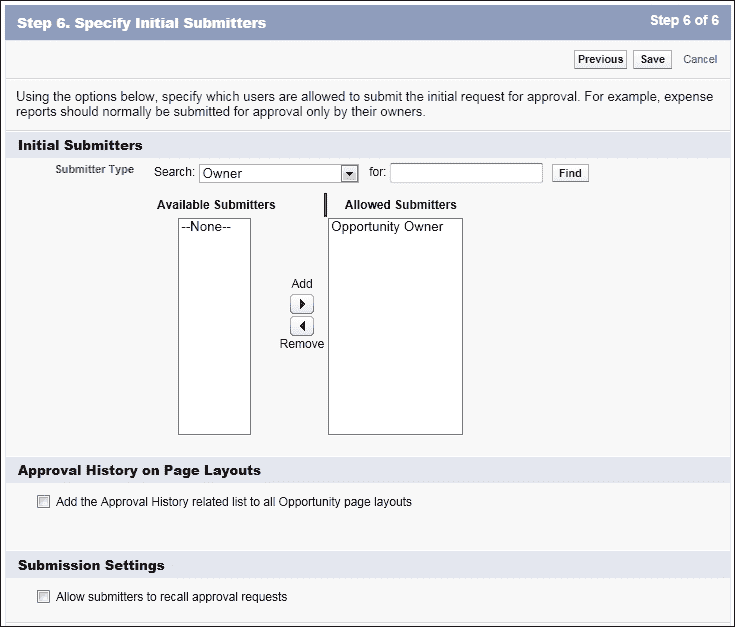 Step 6. Specify Initial Submitters Step 6 of 6
Previous Save Cancel
Using the options below, specify which users are allowed to submit the initial request for approval. For example, expense
reports should normally be submitted for approval only by their owners.
Initial Submitters
Submitter Type Search: Owner for: Find
Available Submitters Allowed Submitters
--None-- Opportunity Owner
Add
Remove
Approval History on Page Layouts
Add the Approval History related list to all Opportunity page layouts
Submission Settings
Allow submitters to recall approval requests